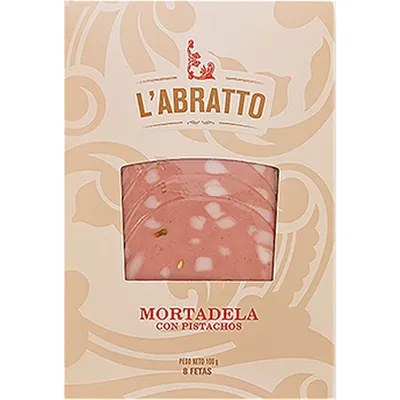 L'ABRATTO
MORTADELA
CON PISTACHOS
PESO NETO 100 g
8 FETAS